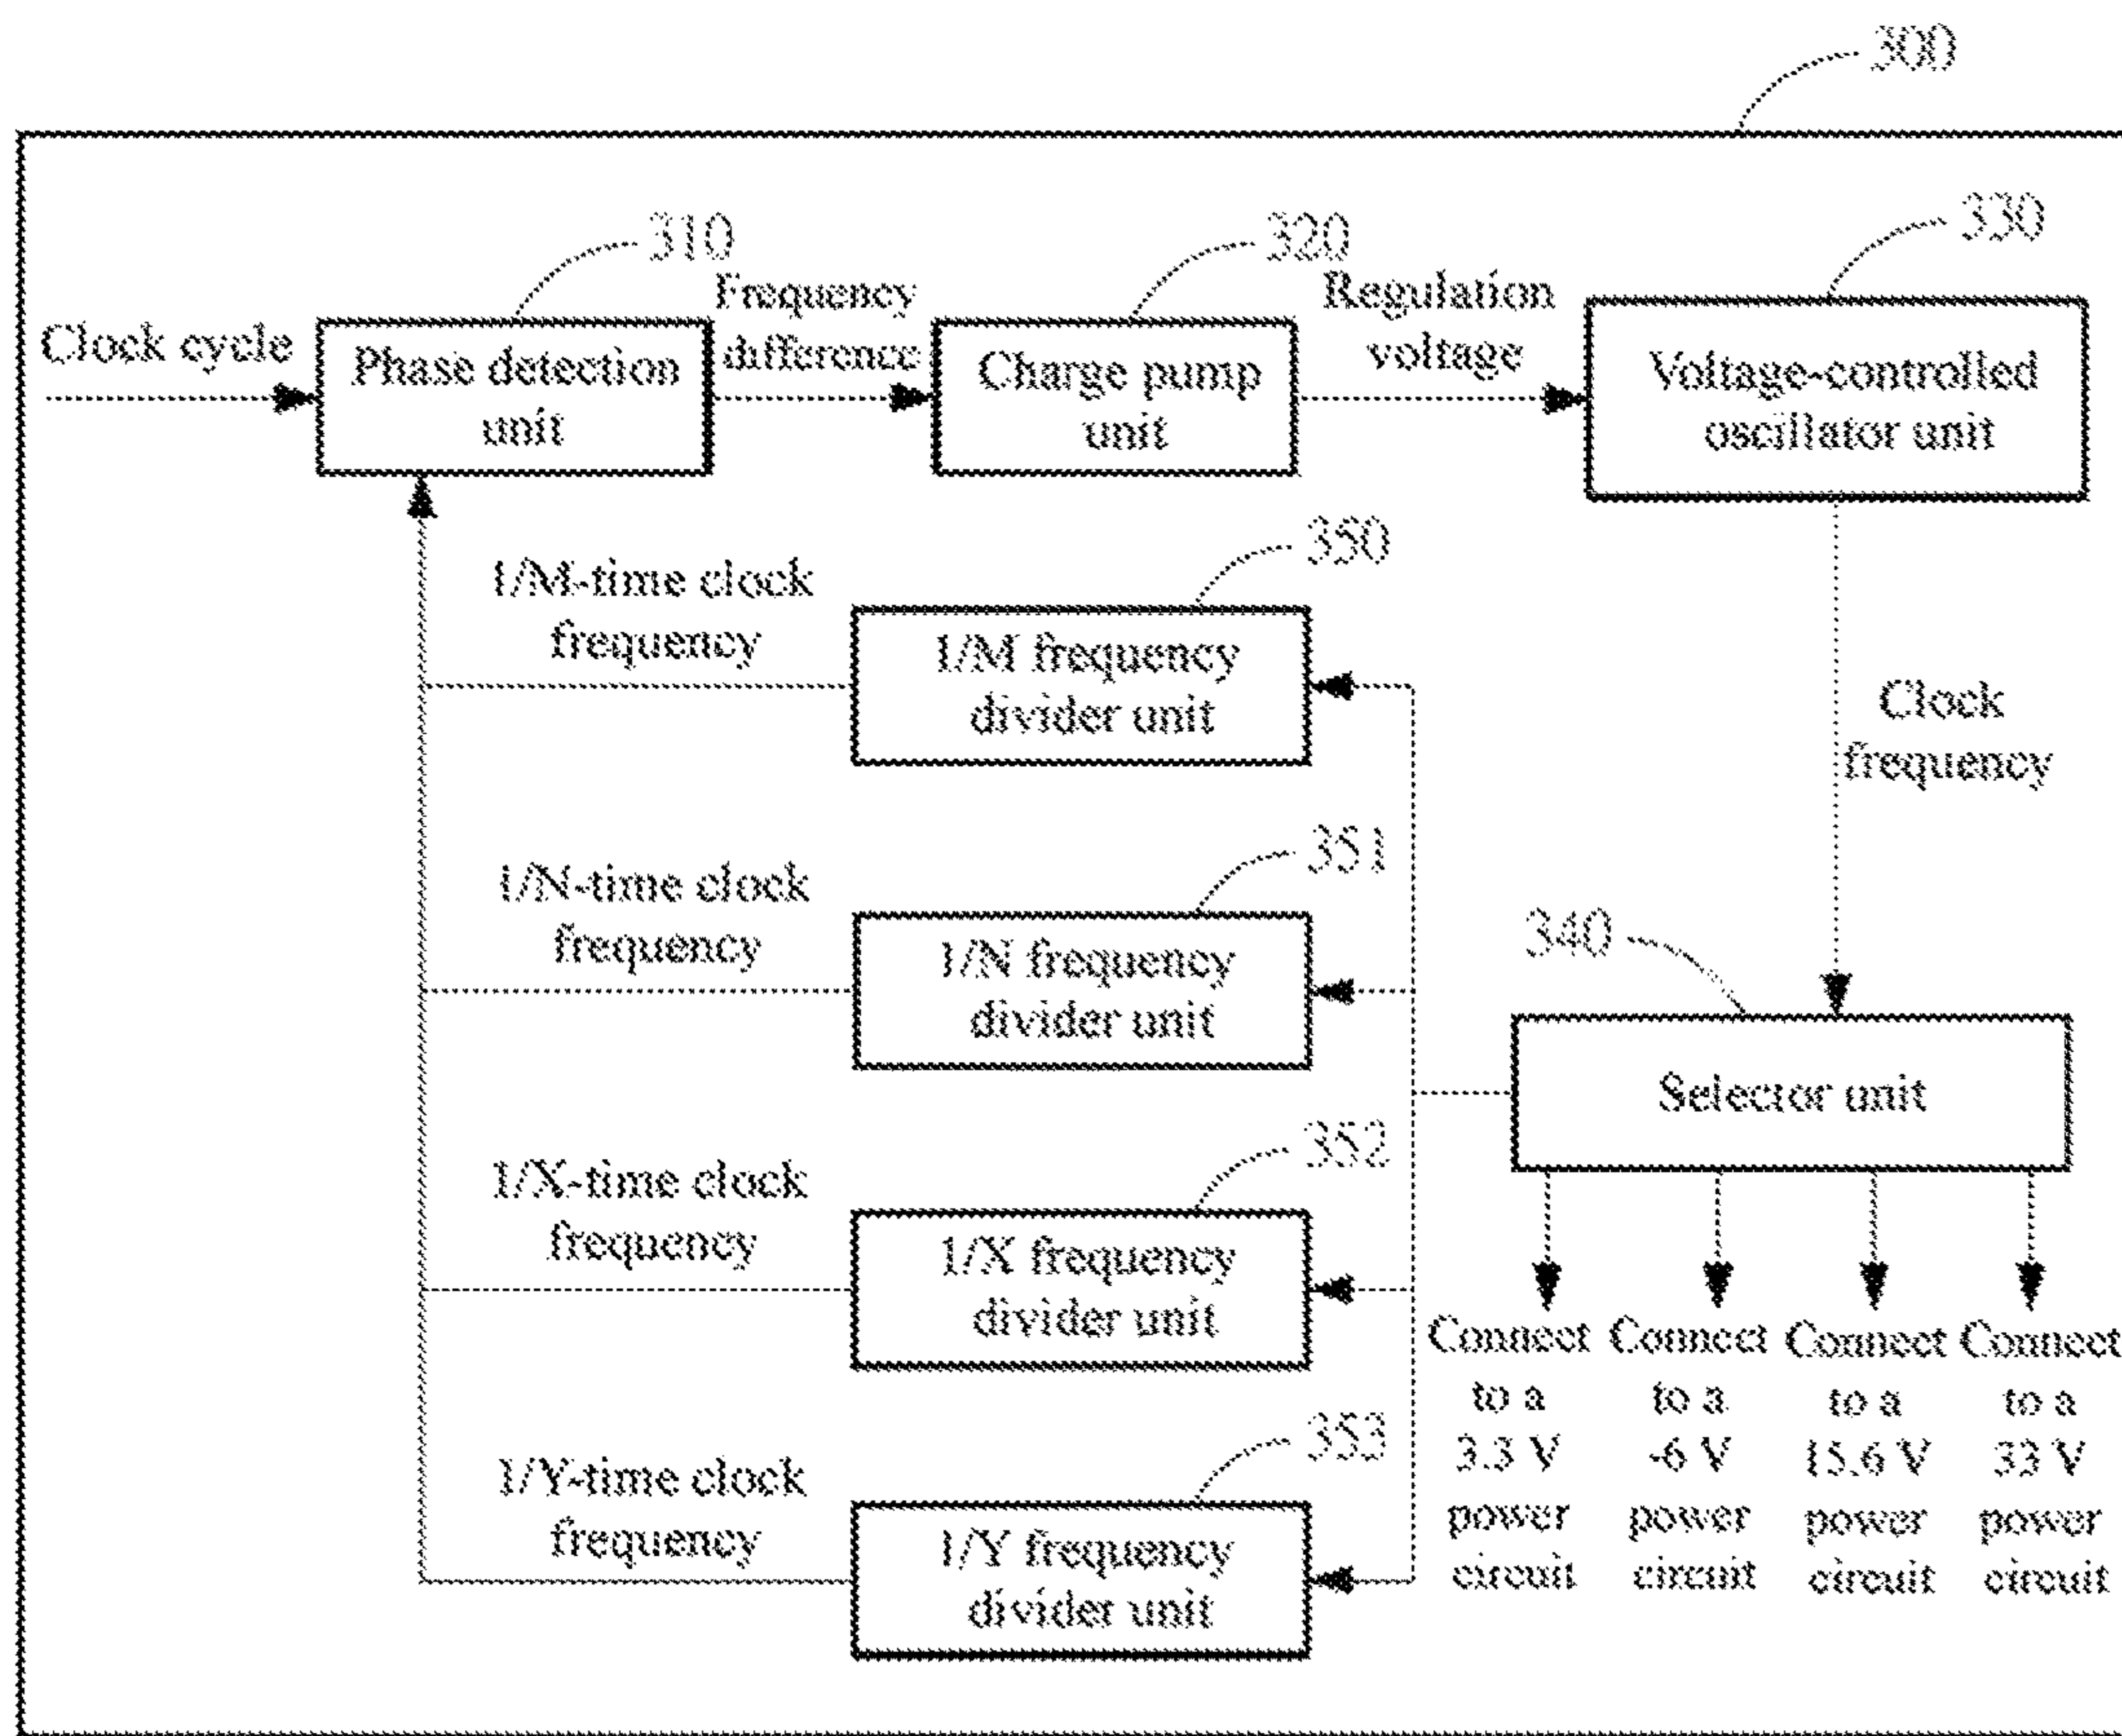 300
310
320
330
Clock cycle
Phase detection
unit
Frequency
difference
Charge pump
unit
Regulation
voltage
Voltage-controlled
oscillator unit
350
1/M-time clock
frequency
1/M frequency
divider unit
Clock
frequency
351
1/N-time clock
frequency
1/N frequency
divider unit
340
Selector unit
352
1/X-time clock
frequency
1/X frequency
divider unit
353
1/Y-time clock
frequency
1/Y frequency
divider unit
Connect
to a
3.3 V
power
circuit
Connect
to a
-6 V
power
circuit
Connect
to a
15.6 V
power
circuit
Connect
to a
33 V
power
circuit